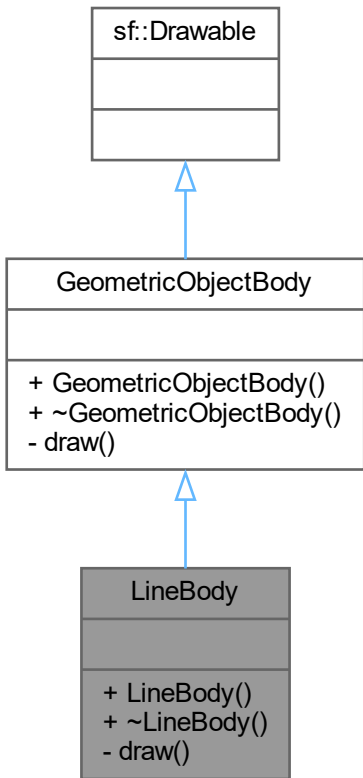 sf::Drawable
GeometricObjectBody
+ GeometricObjectBody()
+ ~GeometricObjectBody()
- draw()
LineBody
+ LineBody()
+ ~LineBody()
- draw()